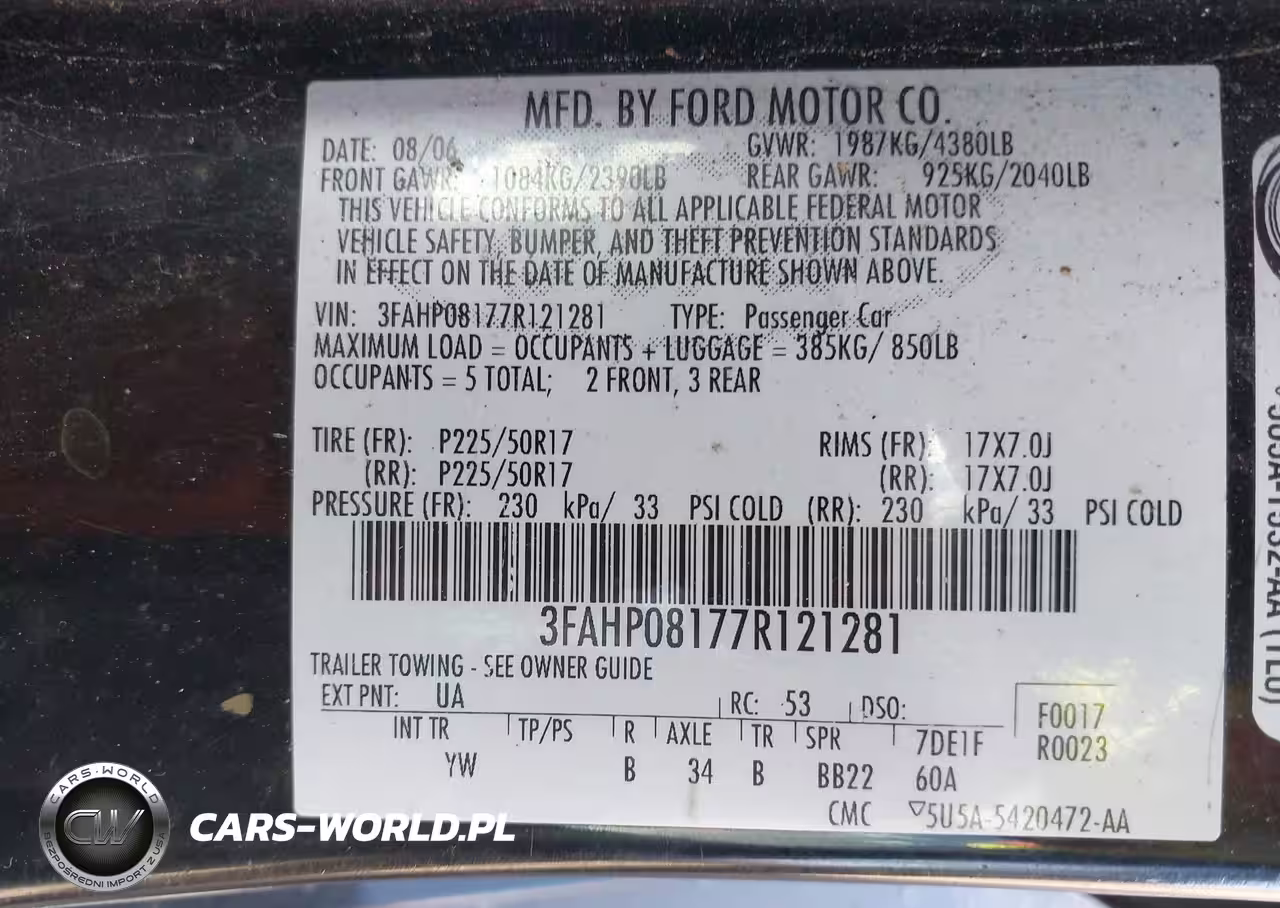 MFD. BY FORD MOTOR CO.
DATE: 08/06 GVWR: 1987KG/4380LB
FRONT GAWR: 1084KG/2390LB REAR GAWR: 925KG/2040LB
THIS VEHICLE CONFORMS TO ALL APPLICABLE FEDERAL MOTOR
VEHICLE SAFETY, BUMPER, AND THEFT PREVENTION STANDARDS
IN EFFECT ON THE DATE OF MANUFACTURE SHOWN ABOVE.
VIN: 3FAHP08177R121281 TYPE: Passenger Car
MAXIMUM LOAD = OCCUPANTS + LUGGAGE = 385KG/ 850LB
OCCUPANTS = 5 TOTAL; 2 FRONT, 3 REAR
TIRE (FR): P225/50R17 RIMS (FR): 17X7.0J
(RR): P225/50R17 (RR): 17X7.0J
PRESSURE (FR): 230 kPa/ 33 PSI COLD (RR): 230 kPa/ 33 PSI COLD
3FAHP08177R121281
TRAILER TOWING - SEE OWNER GUIDE
EXT PNT: UA RC: 53 DSO: F0017
INT TR TP/PS R AXLE TR SPR 7DE1F R0023
YW B 34 B BB22 60A
CMC ▽5U5A-5420472-AA
CARS-WORLD
CW
BEZPOŚREDNI IMPORT Z USA
CARS-WORLD.PL